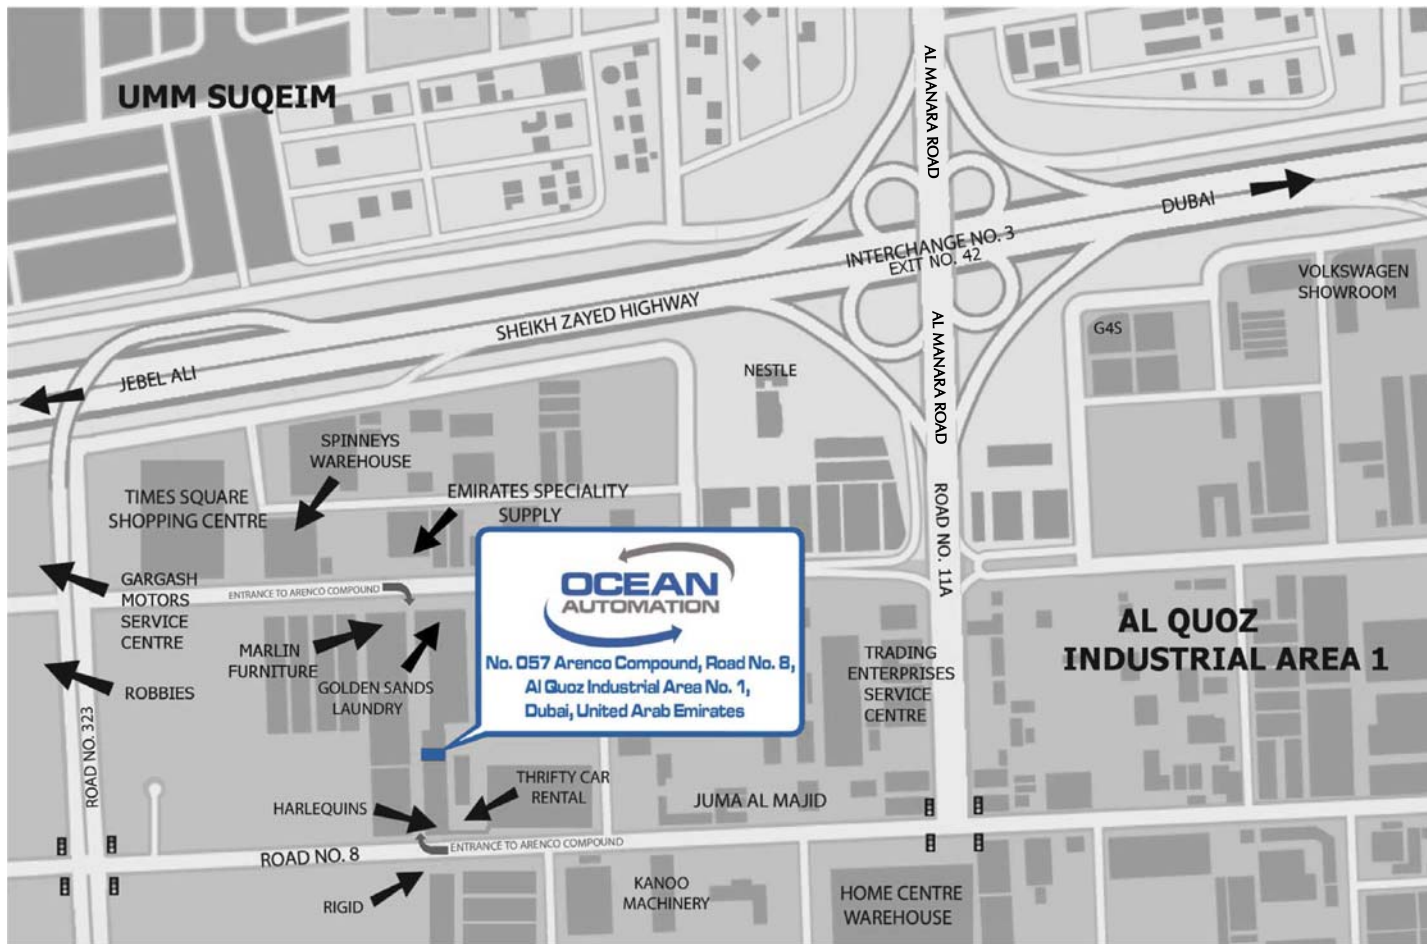 UMM SUQEIM
AL MANARA ROAD
DUBAI
INTERCHANGE NO. 3
EXIT NO. 42
VOLKSWAGEN
SHOWROOM
SHEIKH ZAYED HIGHWAY
AL MANARA ROAD
G4S
JEBEL ALI
NESTLE
SPINNEYS
WAREHOUSE
TIMES SQUARE
SHOPPING CENTRE
EMIRATES SPECIALITY
SUPPLY
ROAD NO. 11A
GARGASH
MOTORS
SERVICE
CENTRE
ENTRANCE TO ARENCO COMPOUND
OCEAN
AUTOMATION
No. 057 Arenco Compound, Road No. 8,
Al Quoz Industrial Area No. 1,
Dubai, United Arab Emirates
AL QUOZ
INDUSTRIAL AREA 1
MARLIN
FURNITURE
GOLDEN SANDS
LAUNDRY
TRADING
ENTERPRISES
SERVICE
CENTRE
ROBBIES
ROAD NO. 323
THRIFTY CAR
RENTAL
HARLEQUINS
JUMA AL MAJID
ENTRANCE TO ARENCO COMPOUND
ROAD NO. 8
RIGID
KANOO
MACHINERY
HOME CENTRE
WAREHOUSE